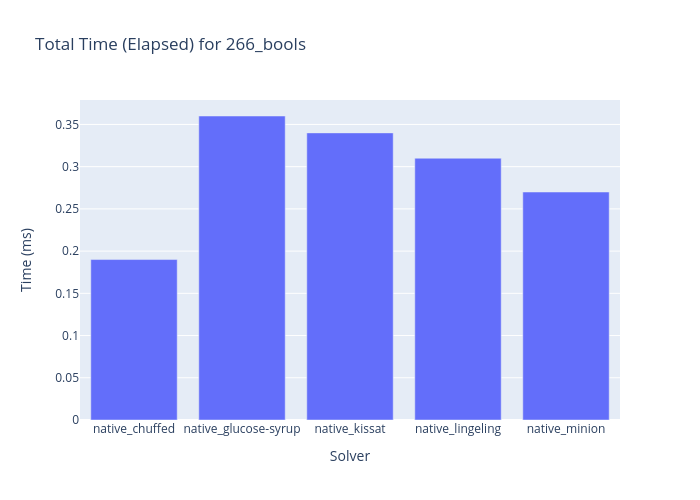 Total Time (Elapsed) for 266_bools
Time (ms)
0.35
0.3
0.25
0.2
0.15
0.1
0.05
0
native_chuffed native_glucose-syrup native_kissat native_lingeling native_minion
Solver